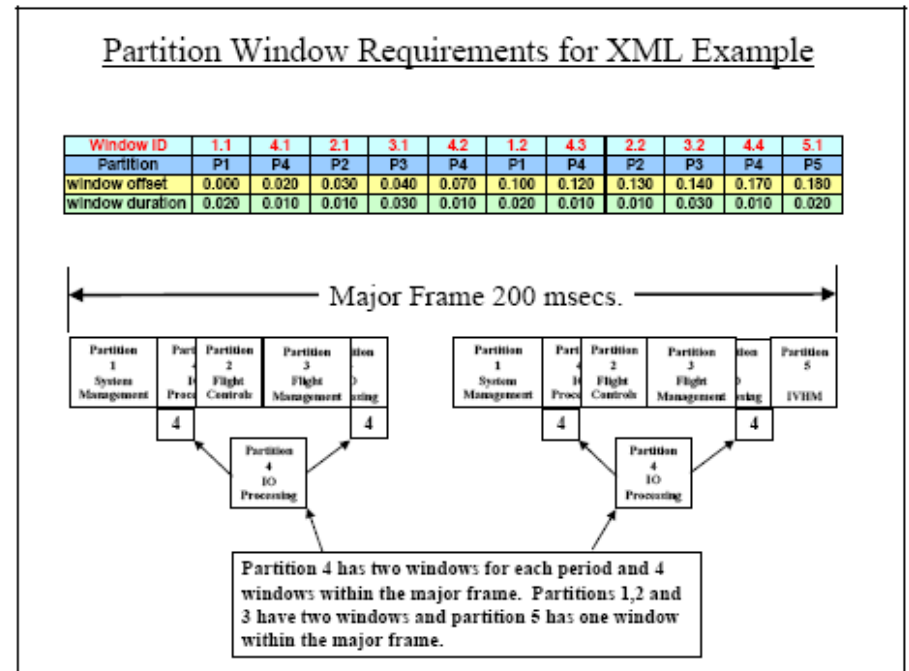 Partition Window Requirements for XML Example
Window ID 1.1 4.1 2.1 3.1 4.2 1.2 4.3 2.2 3.2 4.4 5.1
Partition P1 P4 P2 P3 P4 P1 P4 P2 P3 P4 P5
window offset 0.000 0.020 0.030 0.040 0.070 0.100 0.120 0.130 0.140 0.170 0.180
window duration 0.020 0.010 0.010 0.030 0.010 0.020 0.010 0.010 0.030 0.010 0.020
Major Frame 200 msecs.
Partition
1
System
Management
Partition
2
Flight
Controls
Partition
3
Flight
Management
4
4
Partition
4
IO
Processing
Partition
1
System
Management
Partition
2
Flight
Controls
Partition
3
Flight
Management
Partition
5
IVHM
4
4
Partition
4
IO
Processing
Partition 4 has two windows for each period and 4
windows within the major frame. Partitions 1,2 and
3 have two windows and partition 5 has one window
within the major frame.